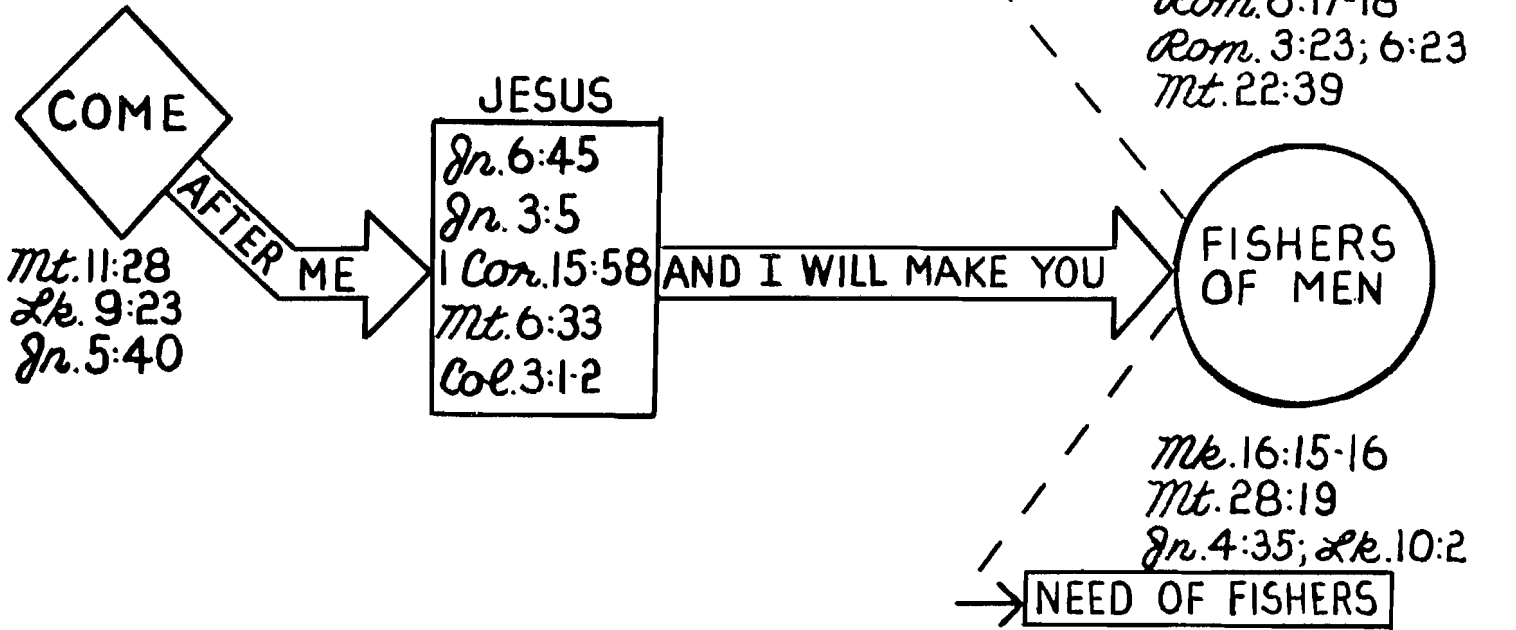 COME
AFTER ME
Mt. 11:28
Lk. 9:23
Jn. 5:40
JESUS
Jn. 6:45
Jn. 3:5
1 Cor. 15:58
Mt. 6:33
Col. 3:1-2
AND I WILL MAKE YOU
Rom. 3:23; 6:23
Mt. 22:39
FISHERS
OF MEN
Mk. 16:15-16
Mt. 28:19
Jn. 4:35; Lk. 10:2
NEED OF FISHERS